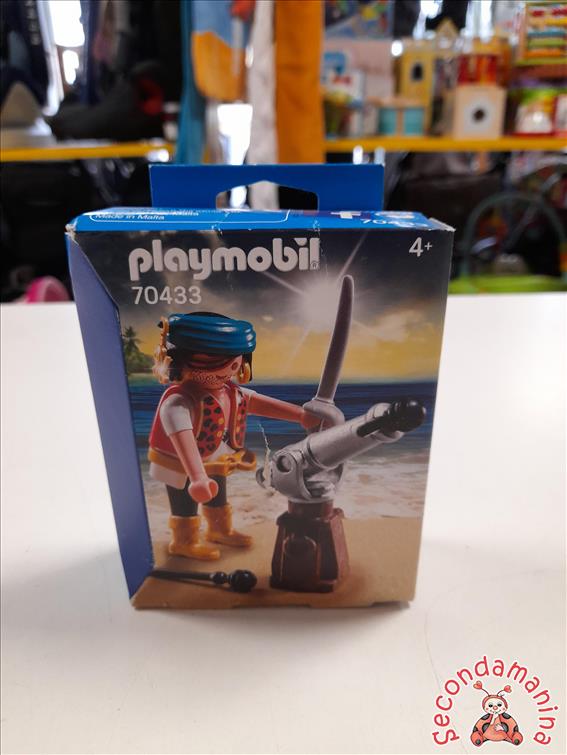 Made in Malta
playmobil®
4+
70433
Secondamanina